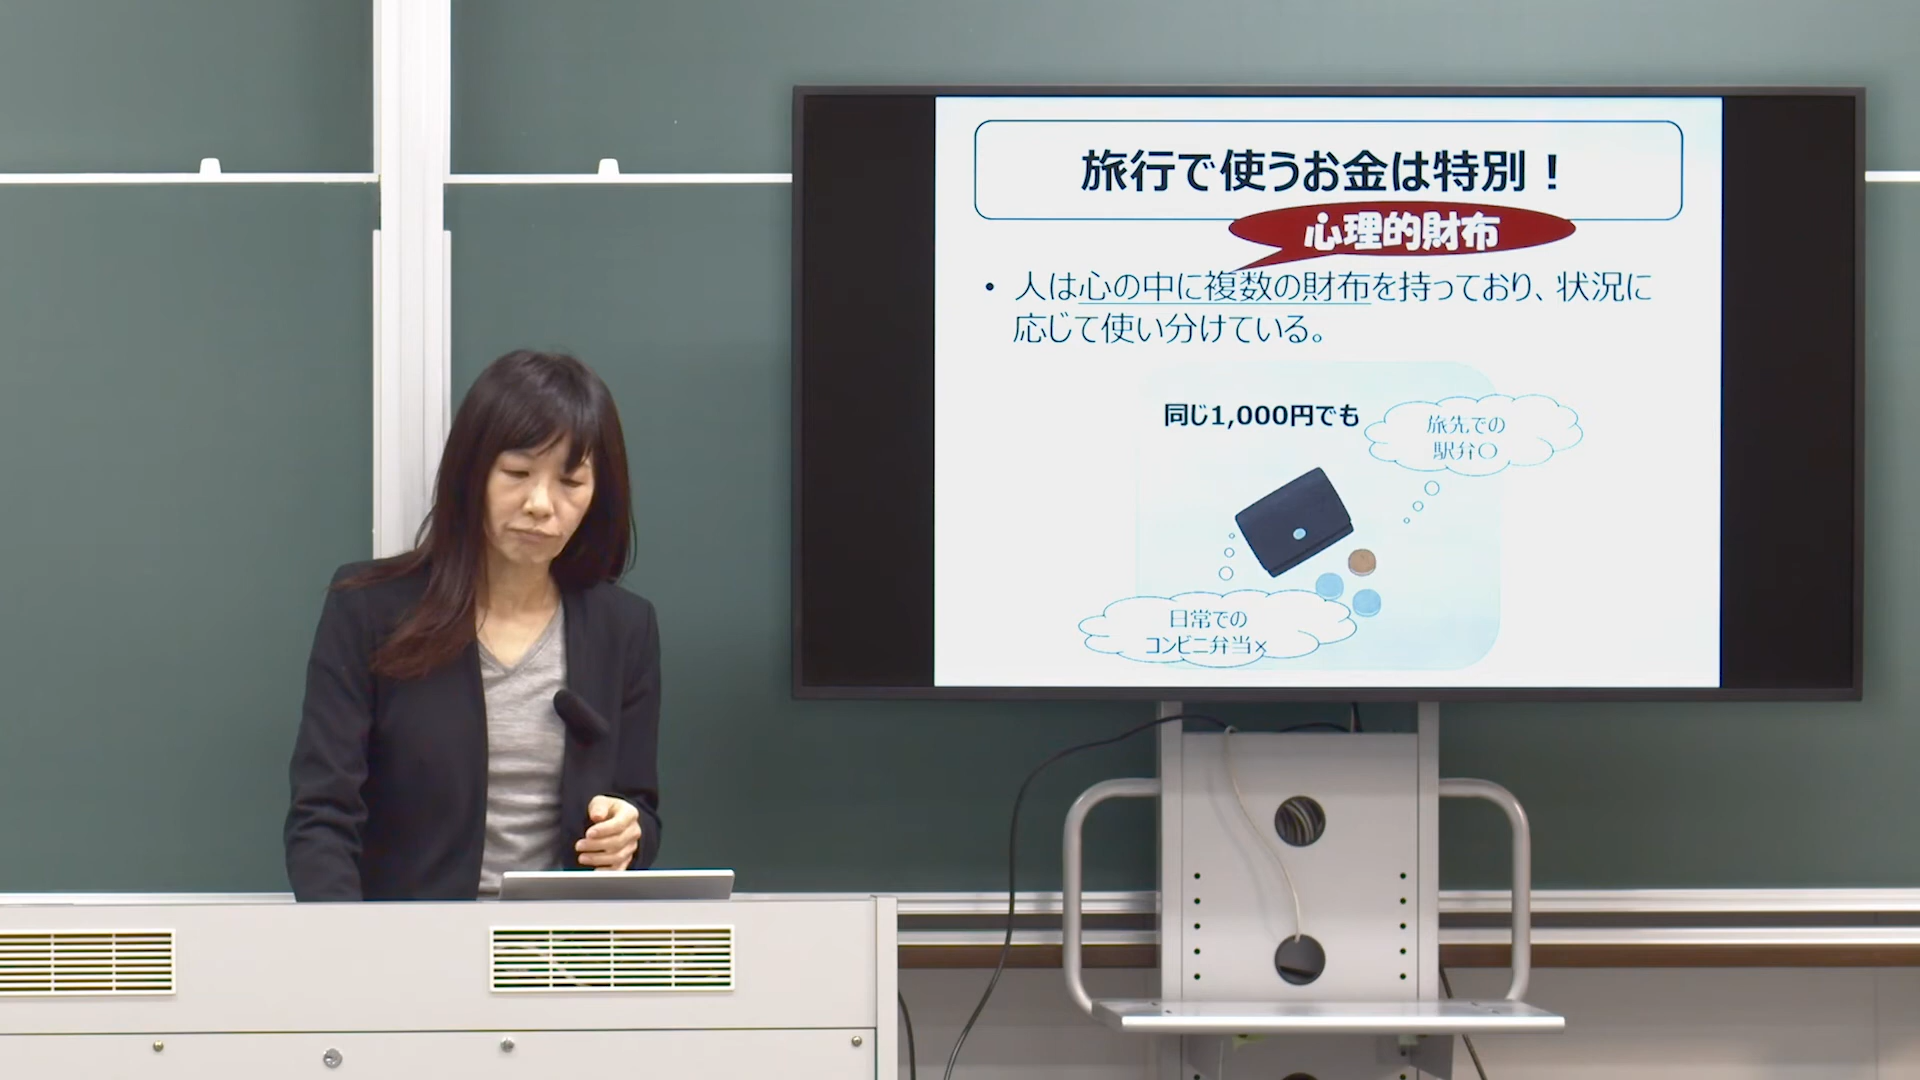 旅行で使うお金は特別！
心理的財布
• 人は心の中に複数の財布を持っており、状況に
応じて使い分けている。
同じ1,000円でも
旅先での
駅弁〇
日常での
コンビニ弁当×